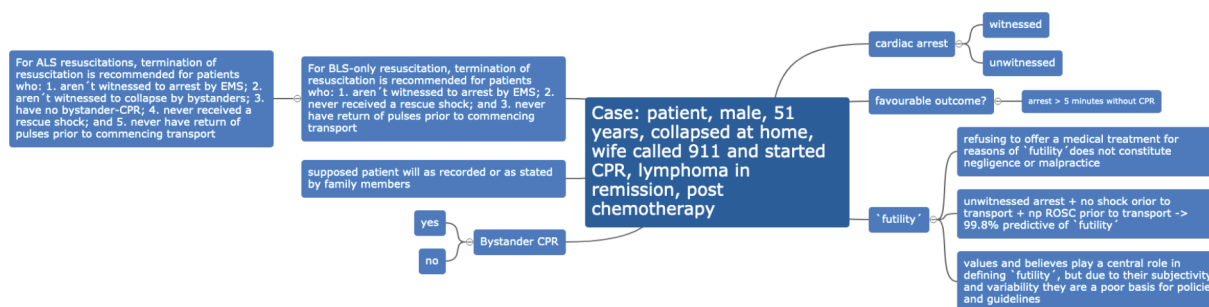 For ALS resuscitations, termination of
resuscitation is recommended for patients
who: 1. aren´t witnessed to arrest by EMS; 2.
aren´t witnessed to collapse by bystanders; 3.
have no bystander-CPR; 4. never received a
rescue shock; and 5. never have return of
pulses prior to commencing transport
For BLS-only resuscitation, termination of
resuscitation is recommended for patients
who: 1. aren´t witnessed to arrest by EMS; 2.
never received a rescue shock; and 3. never
have return of pulses prior to commencing
transport
supposed patient will as recorded or as stated
by family members
yes
no
Bystander CPR
Case: patient, male, 51
years, collapsed at home,
wife called 911 and started
CPR, lymphoma in
remission, post
chemotherapy
cardiac arrest
witnessed
unwitnessed
favourable outcome?
arrest > 5 minutes without CPR
`futility´
refusing to offer a medical treatment for
reasons of `futility´does not constitute
negligence or malpractice
unwitnessed arrest + no shock orior to
transport + np ROSC prior to transport ->
99.8% predictive of `futility´
values and believes play a central role in
defining `futility´, but due to their subjectivity
and variability they are a poor basis for policies
and guidelines